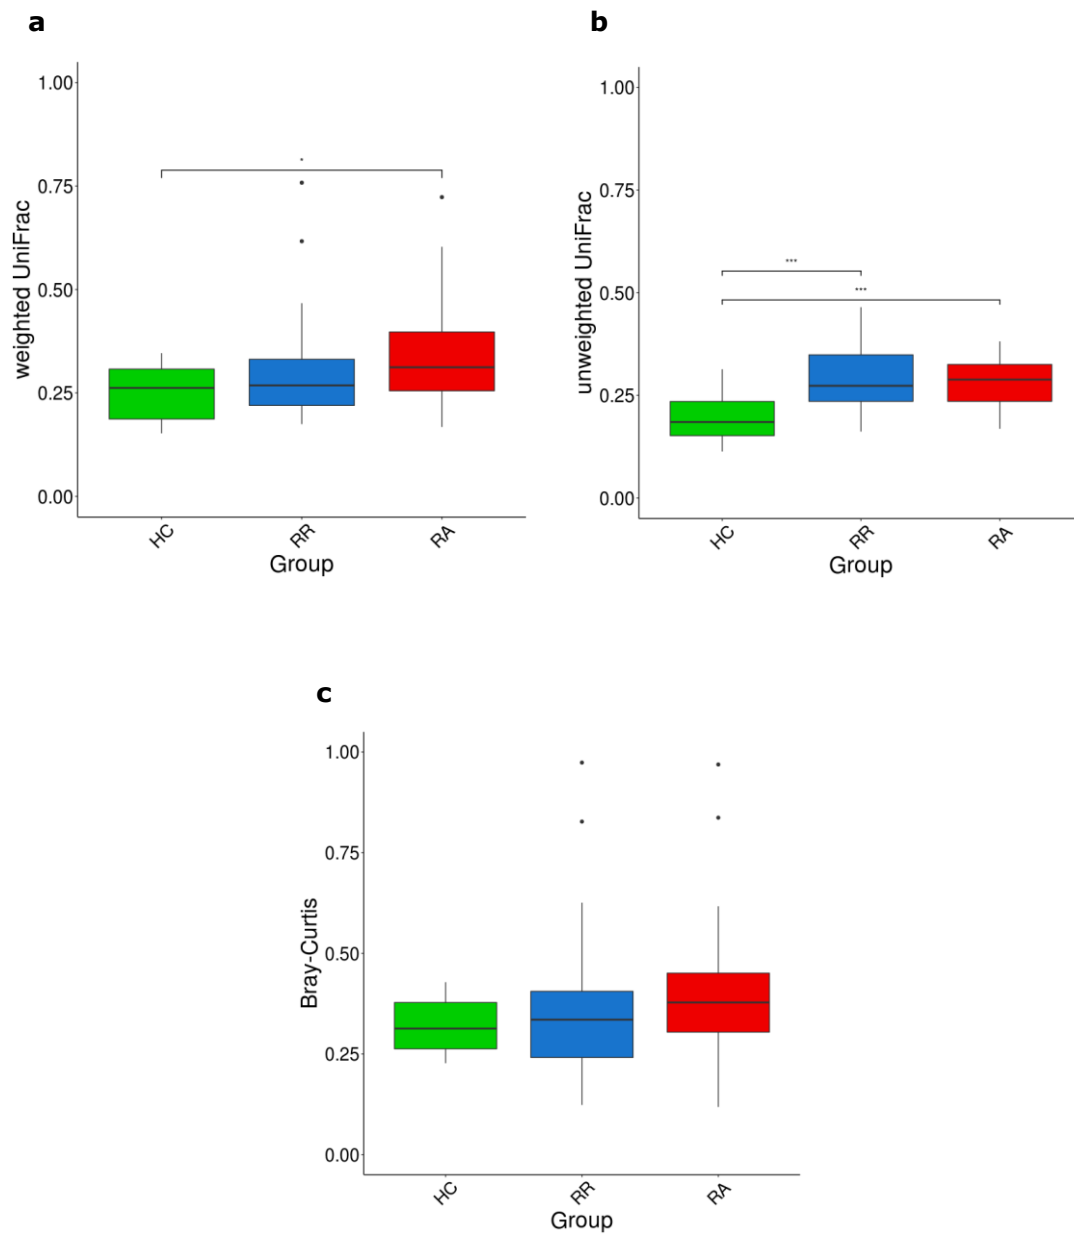 a
weighted UniFrac
1.00
0.75
0.50
0.25
0.00
*
HC
RR
RA
Group
b
unweighted UniFrac
1.00
0.75
0.50
0.25
0.00
***
***
HC
RR
RA
Group
c
Bray-Curtis
1.00
0.75
0.50
0.25
0.00
HC
RR
RA
Group